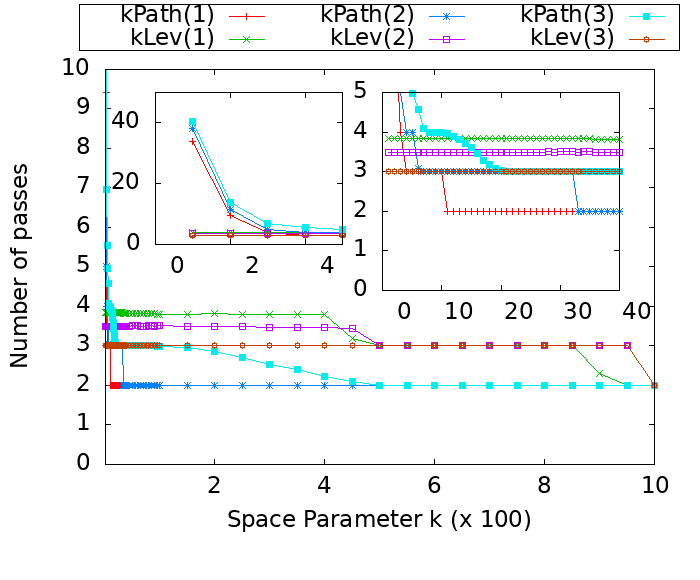 kPath(1) kPath(2) kPath(3)
kLev(1) kLev(2) kLev(3)
Number of passes
10
9
8
7
6
5
4
3
2
1
0
40
20
0
0 2 4
5
4
3
2
1
0
0 10 20 30 40
2 4 6 8 10
Space Parameter k (x 100)